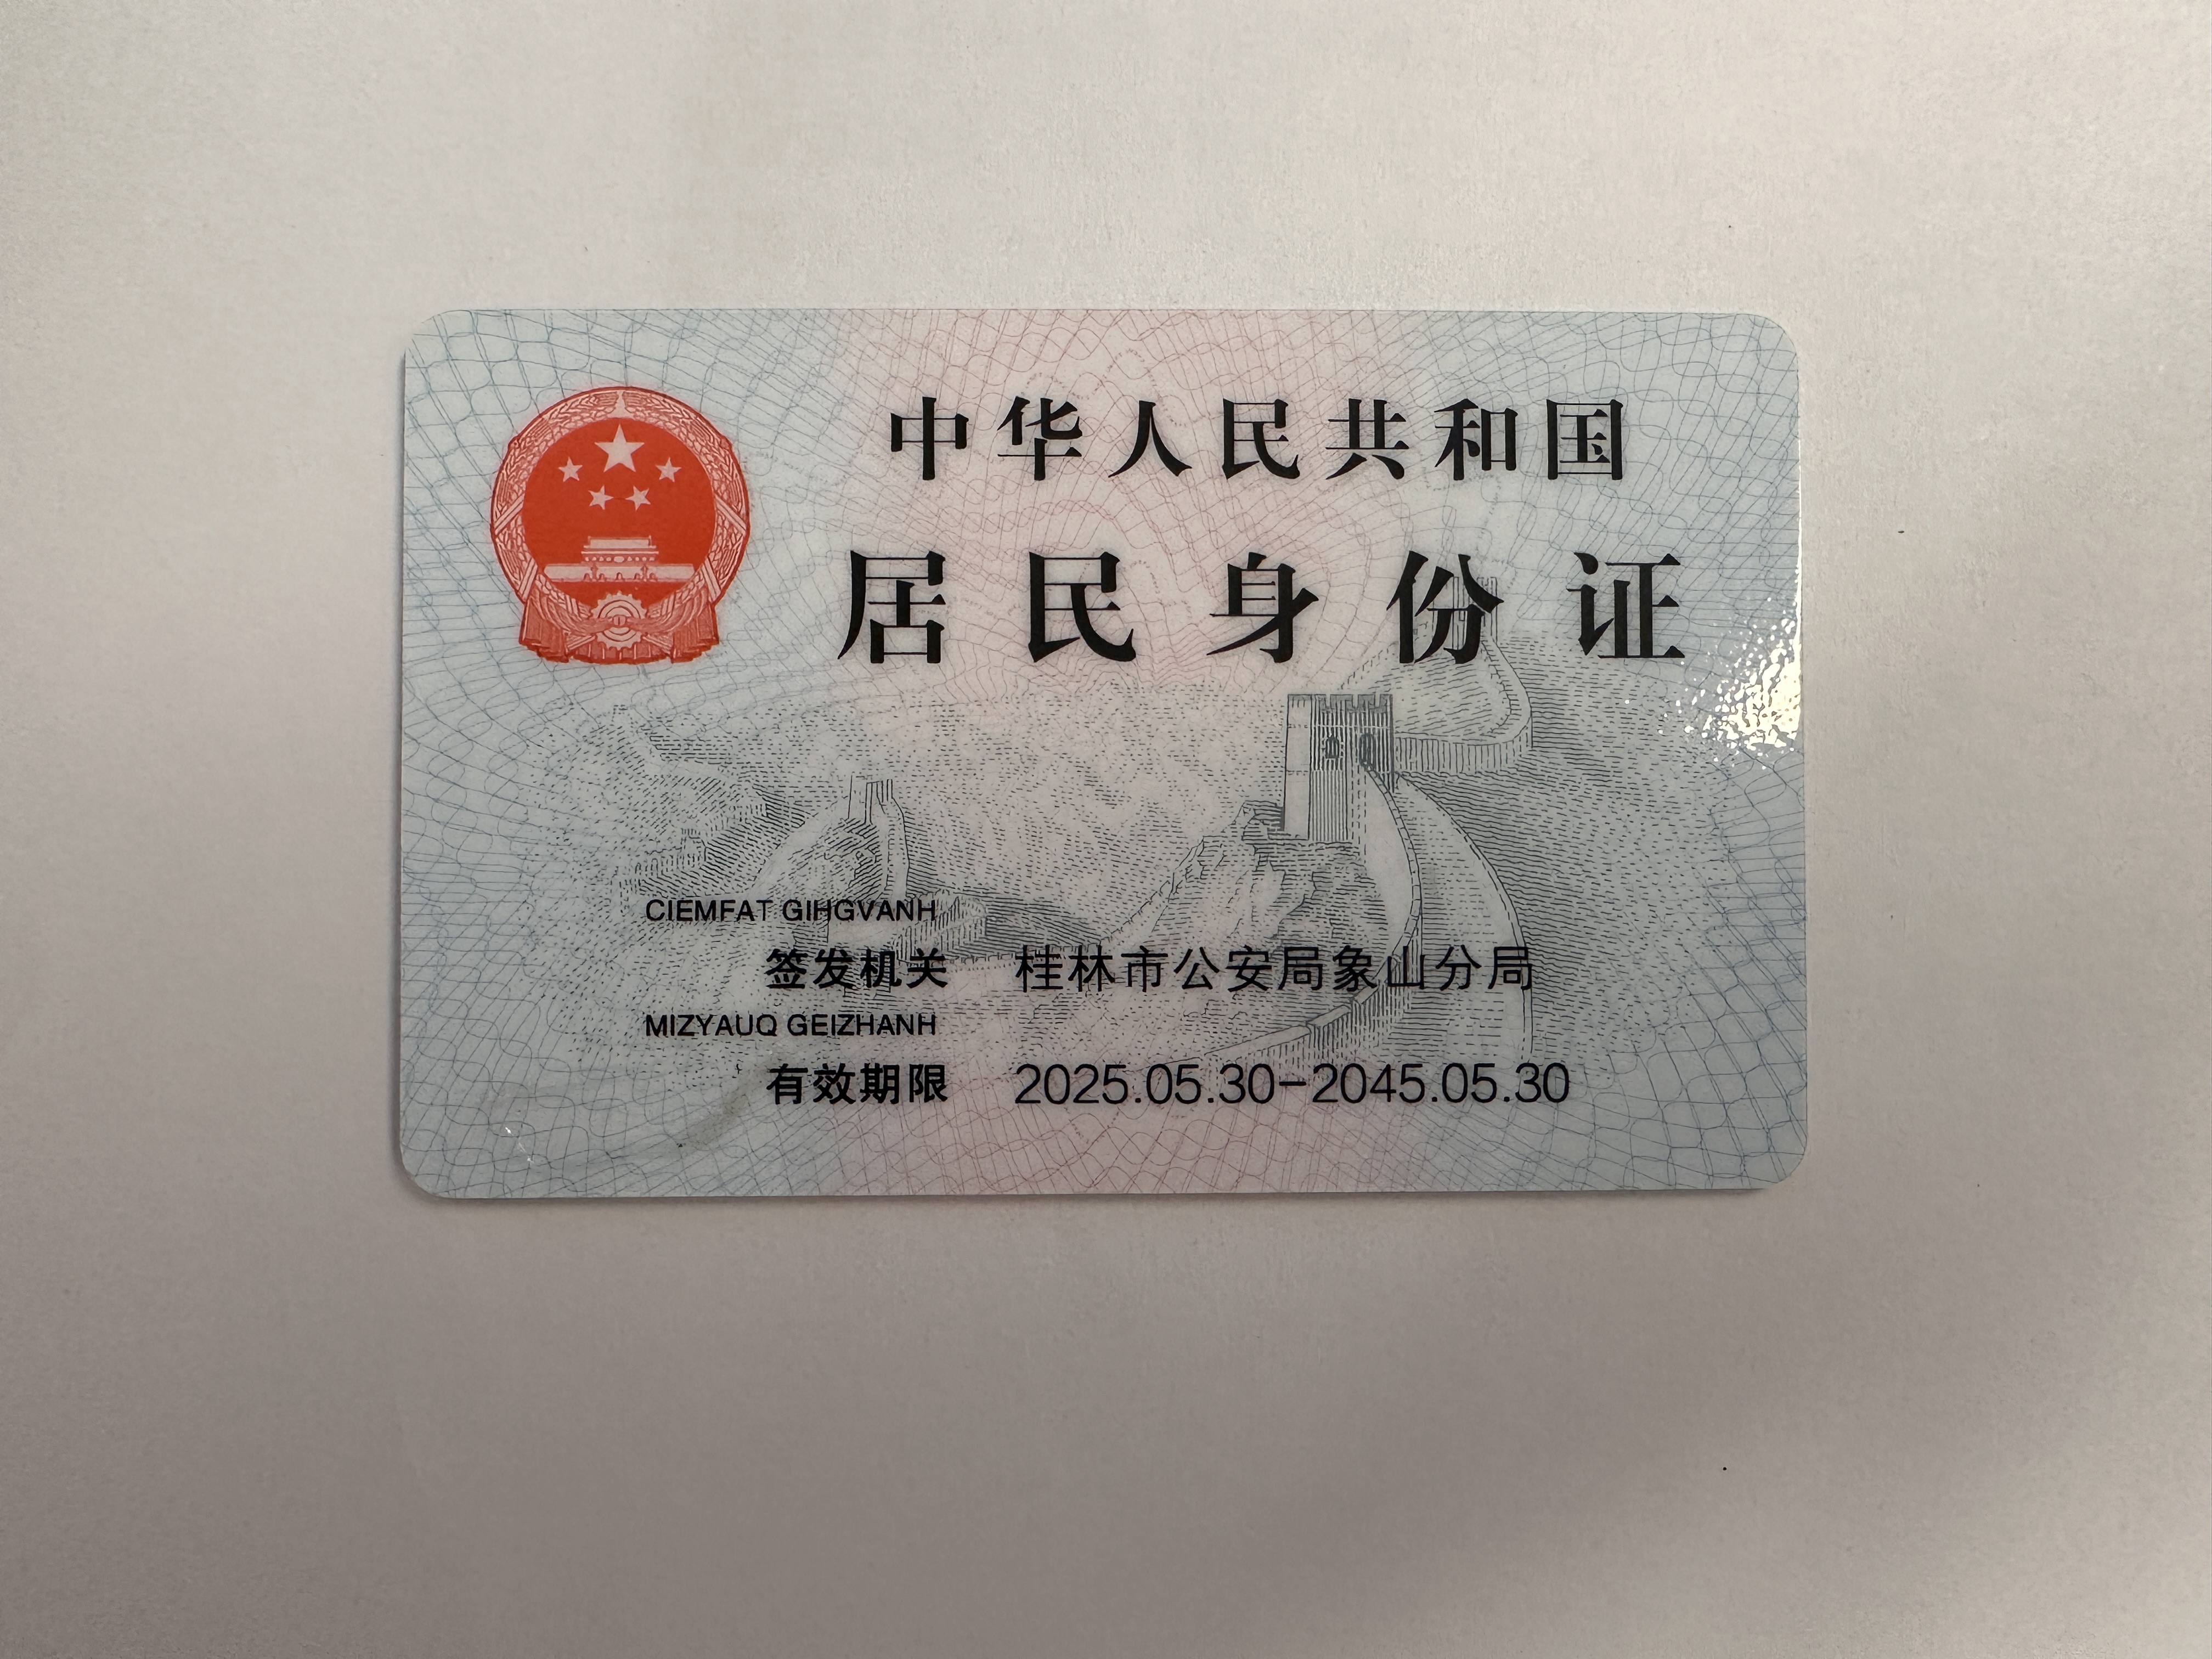 中华人民共和国
居民身份证
CIEMFAT GIHGVANH
签发机关 桂林市公安局象山分局
MIZYAUQ GEIZHANH
有效期限 2025.05.30-2045.05.30